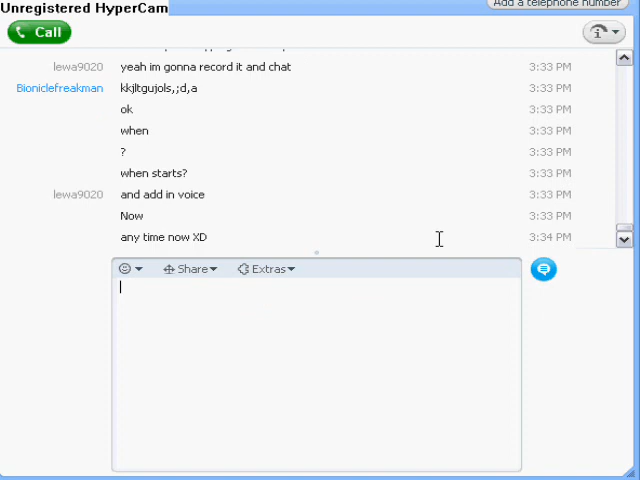 Unregistered HyperCam
Add a telephone number
Call
lewa9020 yeah im gonna record it and chat 3:33 PM
Bioniclefreakman kkjltgujols,;d,a 3:33 PM
ok 3:33 PM
when 3:33 PM
? 3:33 PM
when starts? 3:33 PM
lewa9020 and add in voice 3:33 PM
Now 3:33 PM
any time now XD 3:34 PM
Share Extras